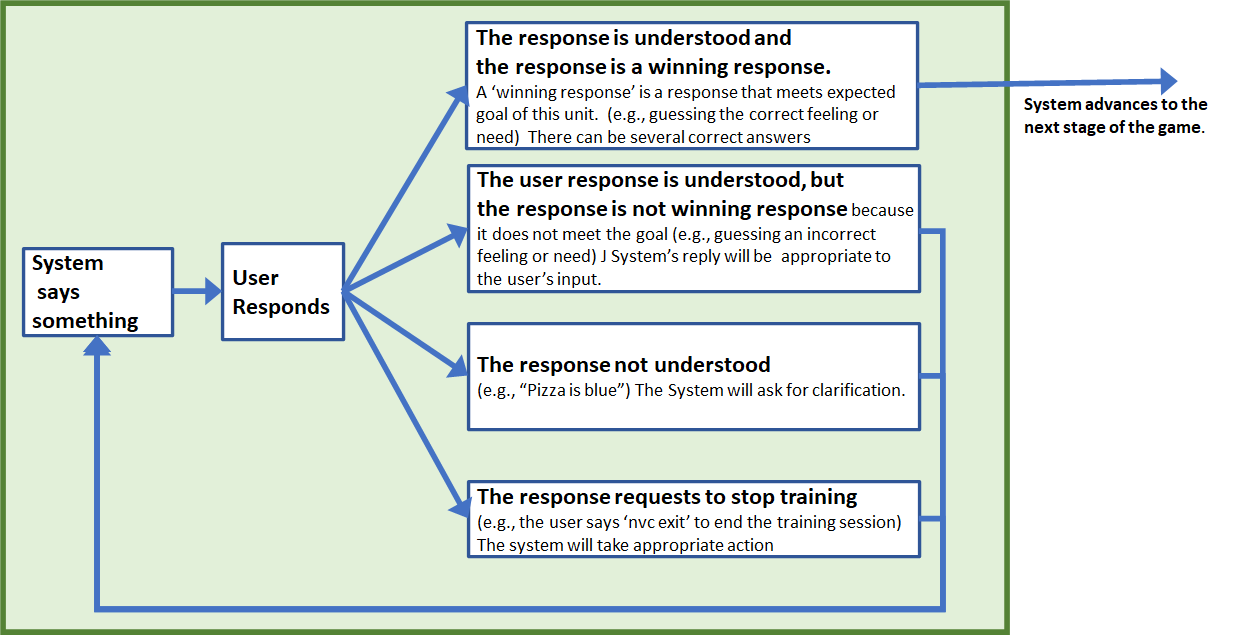 The response is understood and
the response is a winning response.
A ‘winning response’ is a response that meets expected
goal of this unit.  (e.g., guessing the correct feeling or
need)  There can be several correct answers
System advances to the
next stage of the game.
The user response is understood, but
the response is not winning response because
it does not meet the goal (e.g., guessing an incorrect
feeling or need) J System’s reply will be  appropriate to
the user’s input.
System
says
something
User
Responds
The response not understood
(e.g., “Pizza is blue”) The System will ask for clarification.
The response requests to stop training
(e.g., the user says ‘nvc exit’ to end the training session)
The system will take appropriate action